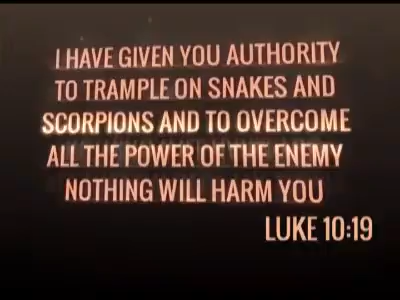 I HAVE GIVEN YOU AUTHORITY
TO TRAMPLE ON SNAKES AND
SCORPIONS AND TO OVERCOME
ALL THE POWER OF THE ENEMY
NOTHING WILL HARM YOU
LUKE 10:19